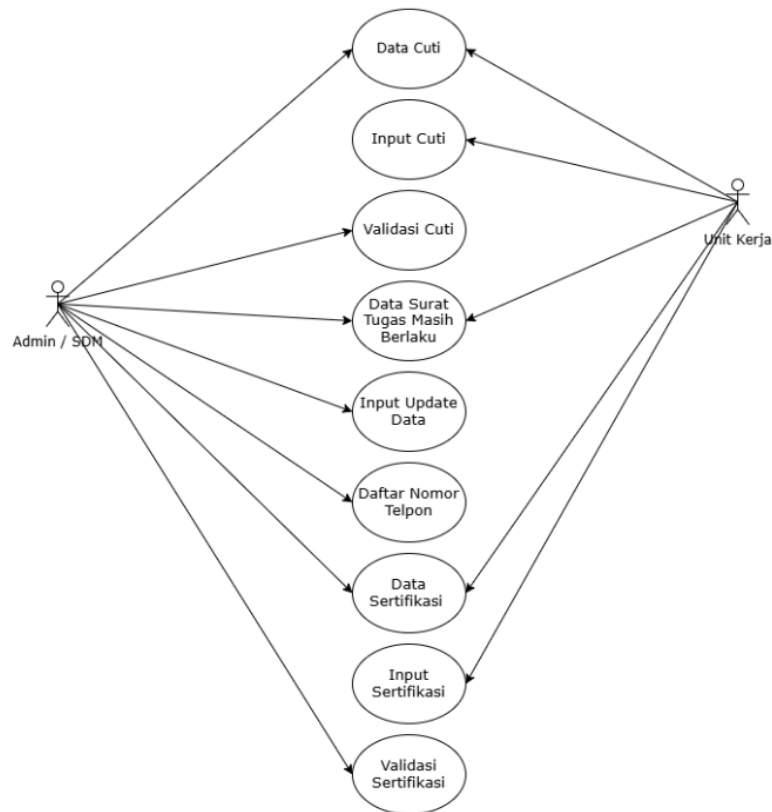 Data Cuti
Input Cuti
Validasi Cuti
Unit Kerja
Data Surat
Tugas Masih
Berlaku
Admin / SDM
Input Update
Data
Daftar Nomor
Telpon
Data
Sertifikasi
Input
Sertifikasi
Validasi
Sertifikasi